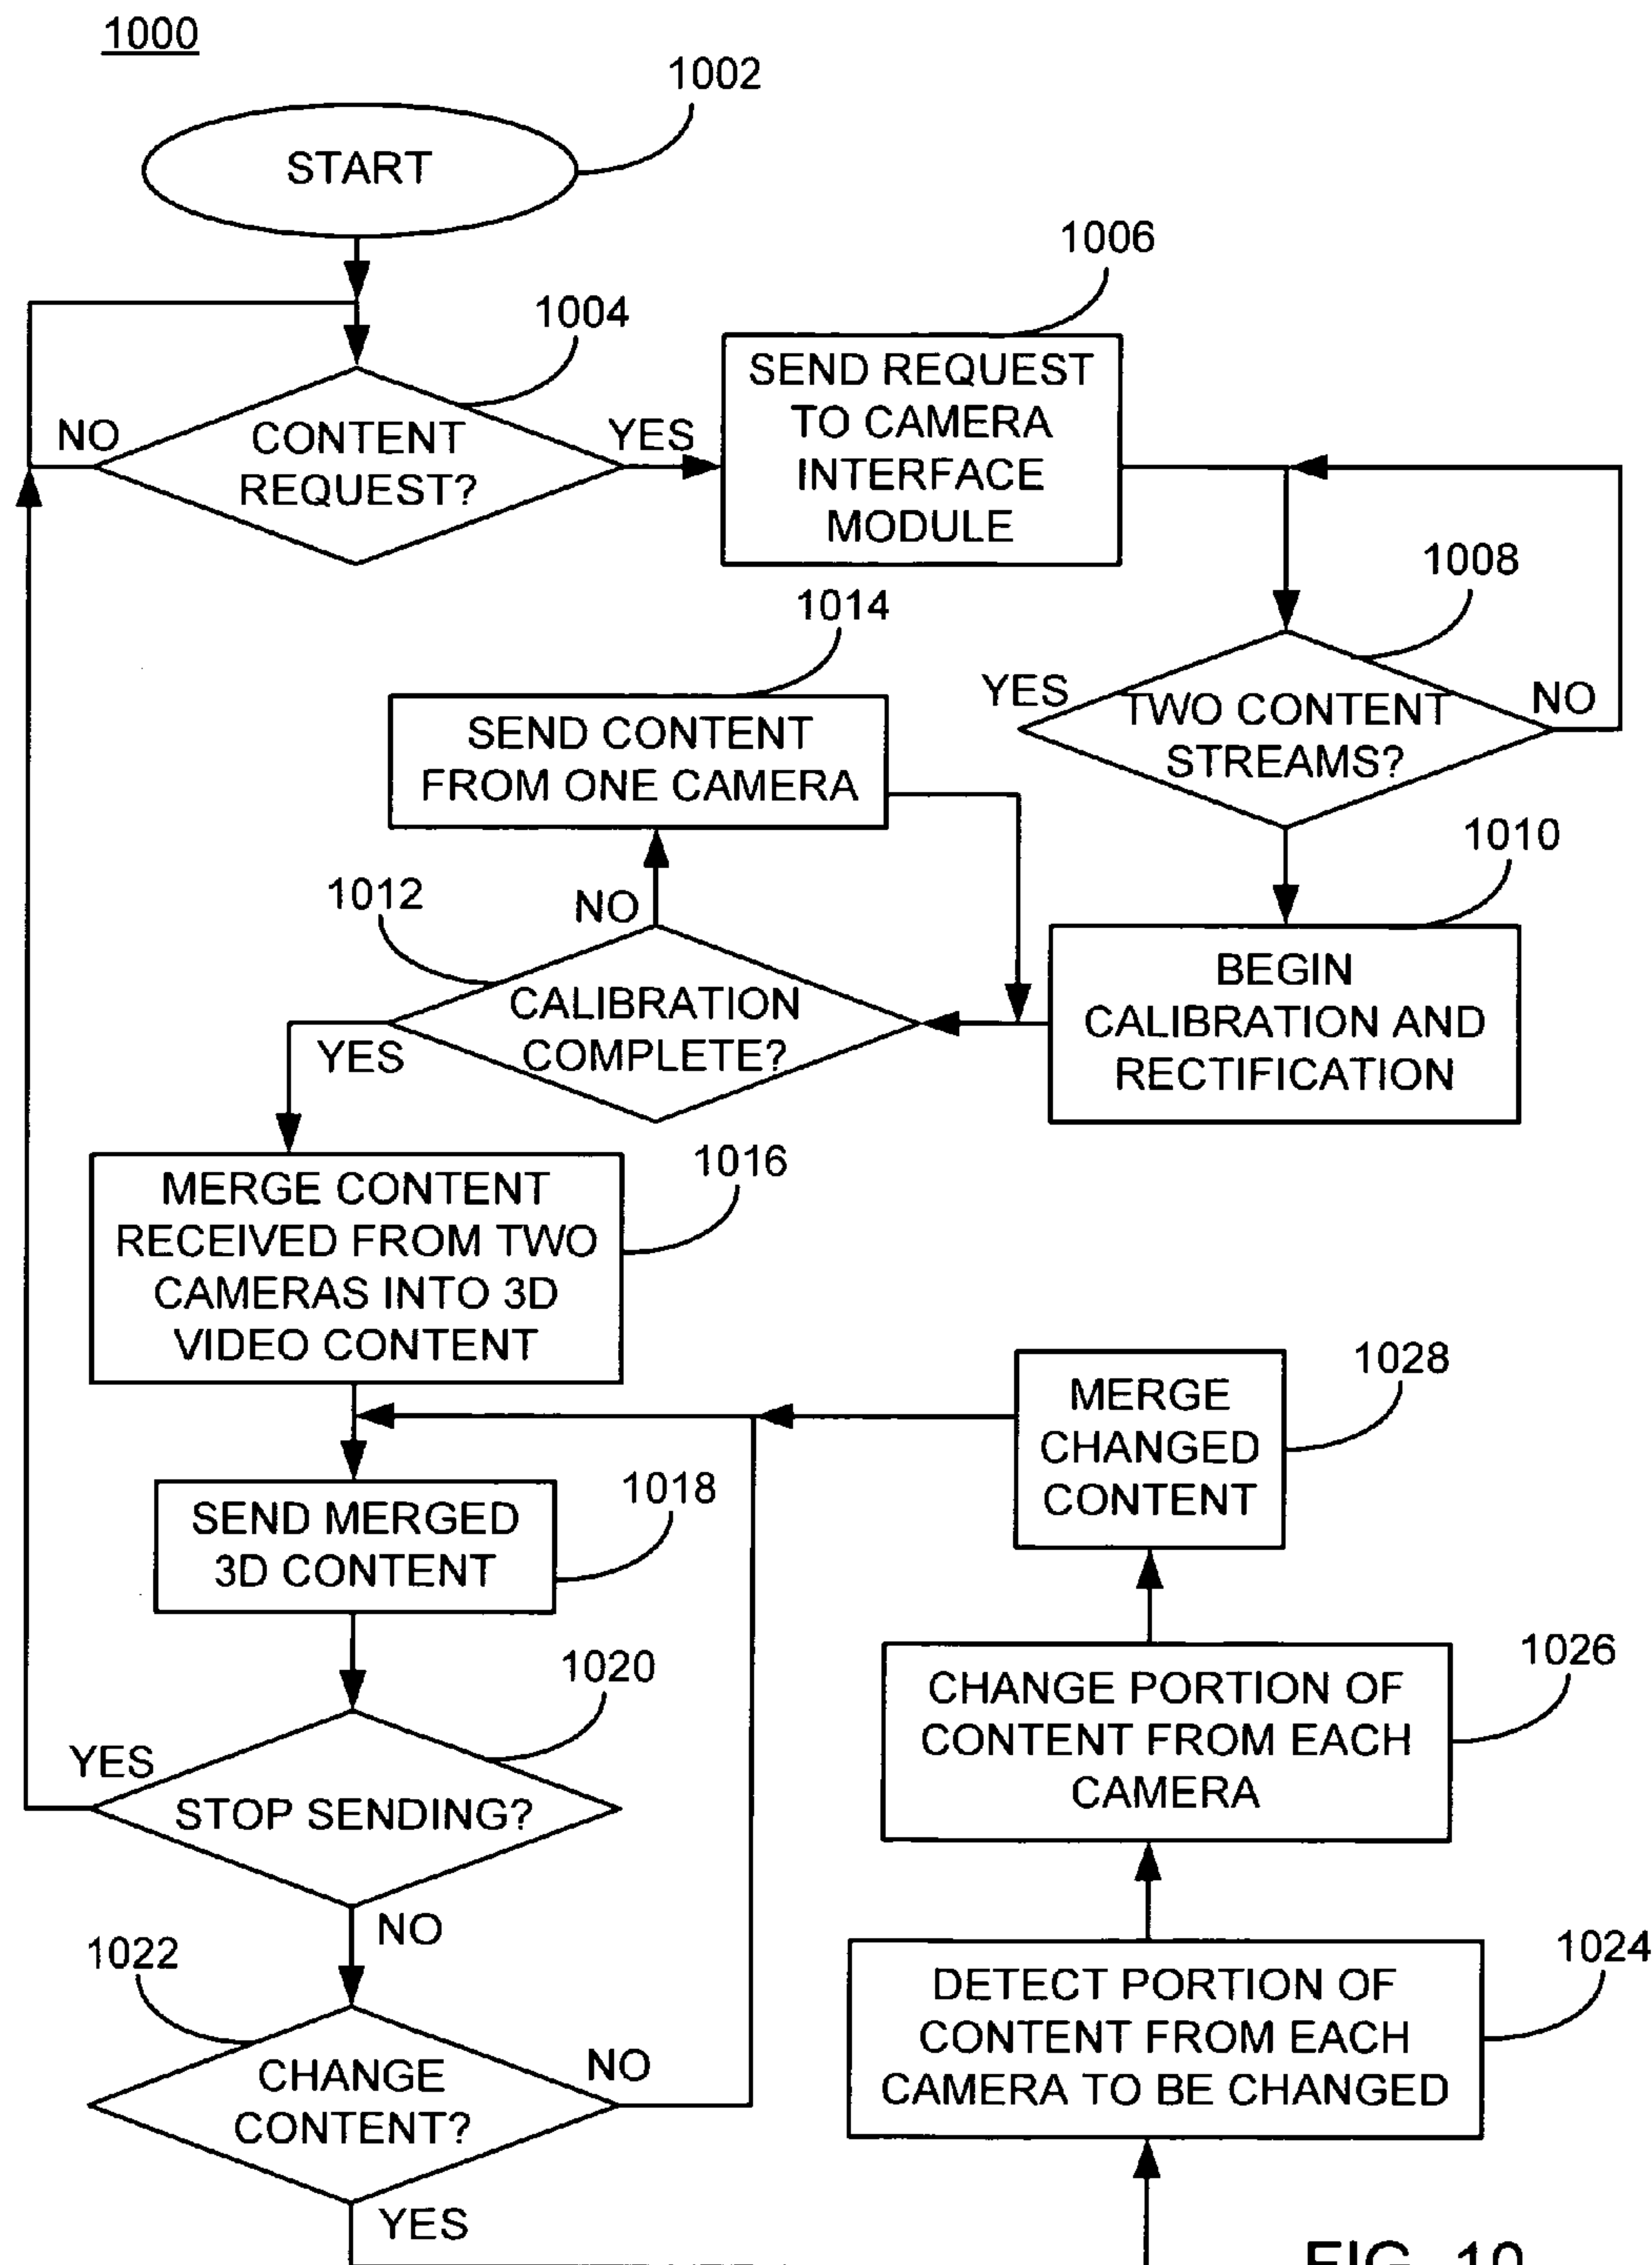 1000
1002
START
1004
1006
NO
CONTENT
REQUEST?
YES
SEND REQUEST
TO CAMERA
INTERFACE
MODULE
1008
YES
TWO CONTENT
STREAMS?
NO
1014
SEND CONTENT
FROM ONE CAMERA
1010
BEGIN
CALIBRATION AND
RECTIFICATION
1012
NO
CALIBRATION
COMPLETE?
YES
1016
MERGE CONTENT
RECEIVED FROM TWO
CAMERAS INTO 3D
VIDEO CONTENT
1028
MERGE
CHANGED
CONTENT
1018
SEND MERGED
3D CONTENT
1020
YES
STOP SENDING?
NO
1026
CHANGE PORTION OF
CONTENT FROM EACH
CAMERA
1022
CHANGE
CONTENT?
NO
YES
1024
DETECT PORTION OF
CONTENT FROM EACH
CAMERA TO BE CHANGED
FIG. 10